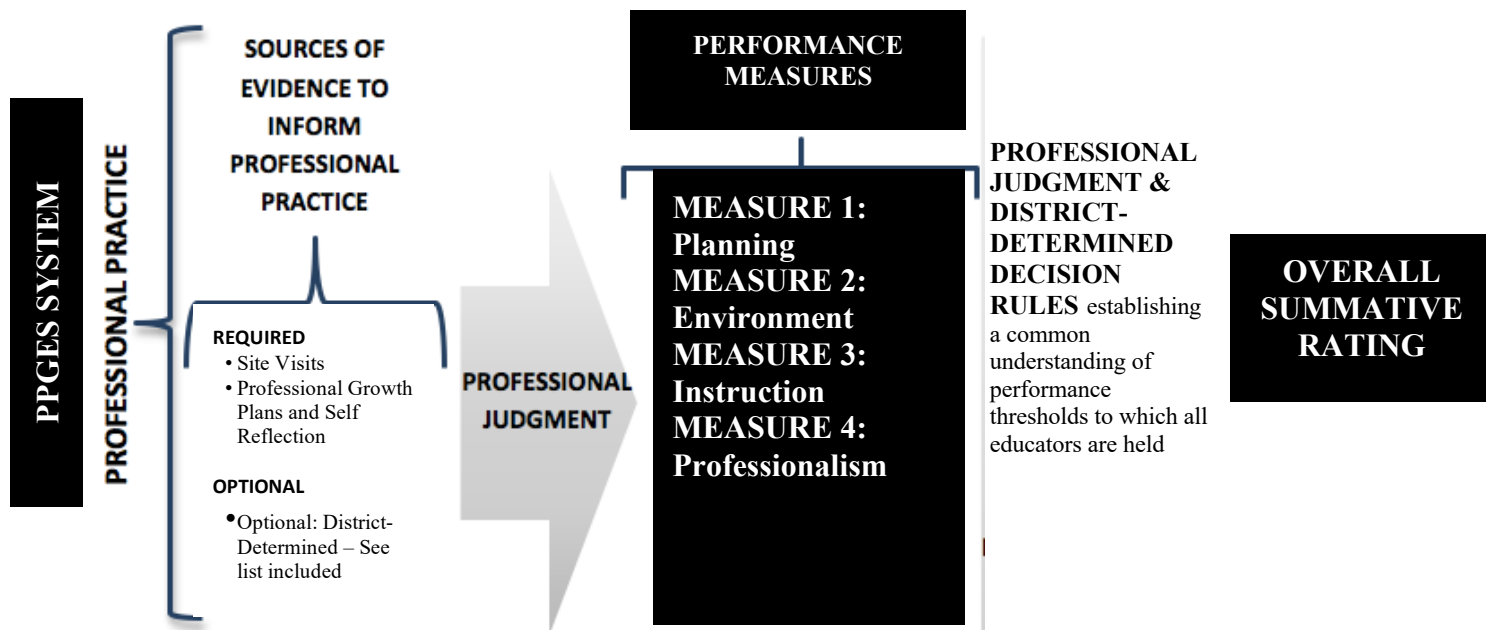 PPGES SYSTEM
PROFESSIONAL PRACTICE
SOURCES OF
EVIDENCE TO
INFORM
PROFESSIONAL
PRACTICE
REQUIRED
• Site Visits
• Professional Growth
Plans and Self
Reflection
OPTIONAL
•Optional: District-
Determined – See
list included
PROFESSIONAL
JUDGMENT
PERFORMANCE
MEASURES
MEASURE 1:
Planning
MEASURE 2:
Environment
MEASURE 3:
Instruction
MEASURE 4:
Professionalism
PROFESSIONAL
JUDGMENT &
DISTRICT-
DETERMINED
DECISION
RULES establishing
a common
understanding of
performance
thresholds to which all
educators are held
OVERALL
SUMMATIVE
RATING